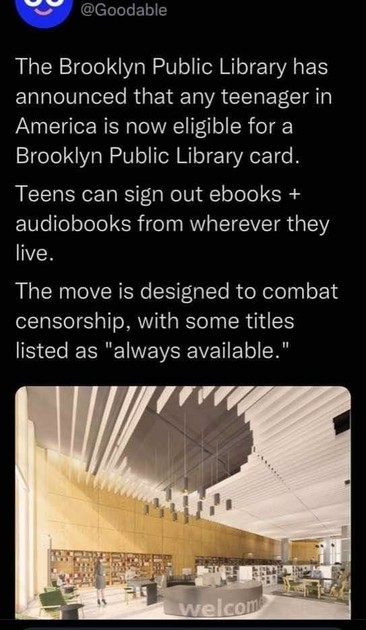 @Goodable
The Brooklyn Public Library has
announced that any teenager in
America is now eligible for a
Brooklyn Public Library card.
Teens can sign out ebooks +
audiobooks from wherever they
live.
The move is designed to combat
censorship, with some titles
listed as "always available."
welcom